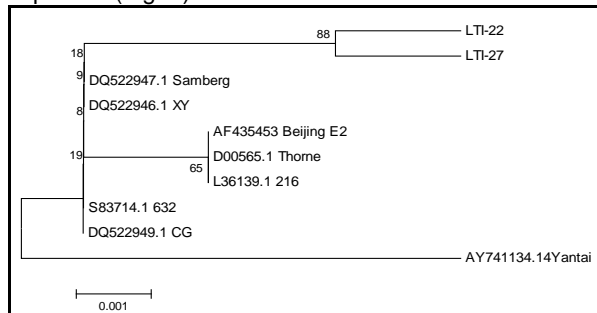 LTI-22
88
LTI-27
18
9
DQ522947.1 Samberg
DQ522946.1 XY
8
AF435453 Beijing E2
D00565.1 Thorne
19
65
L36139.1 216
S83714.1 632
DQ522949.1 CG
AY741134.14Yantai
0.001